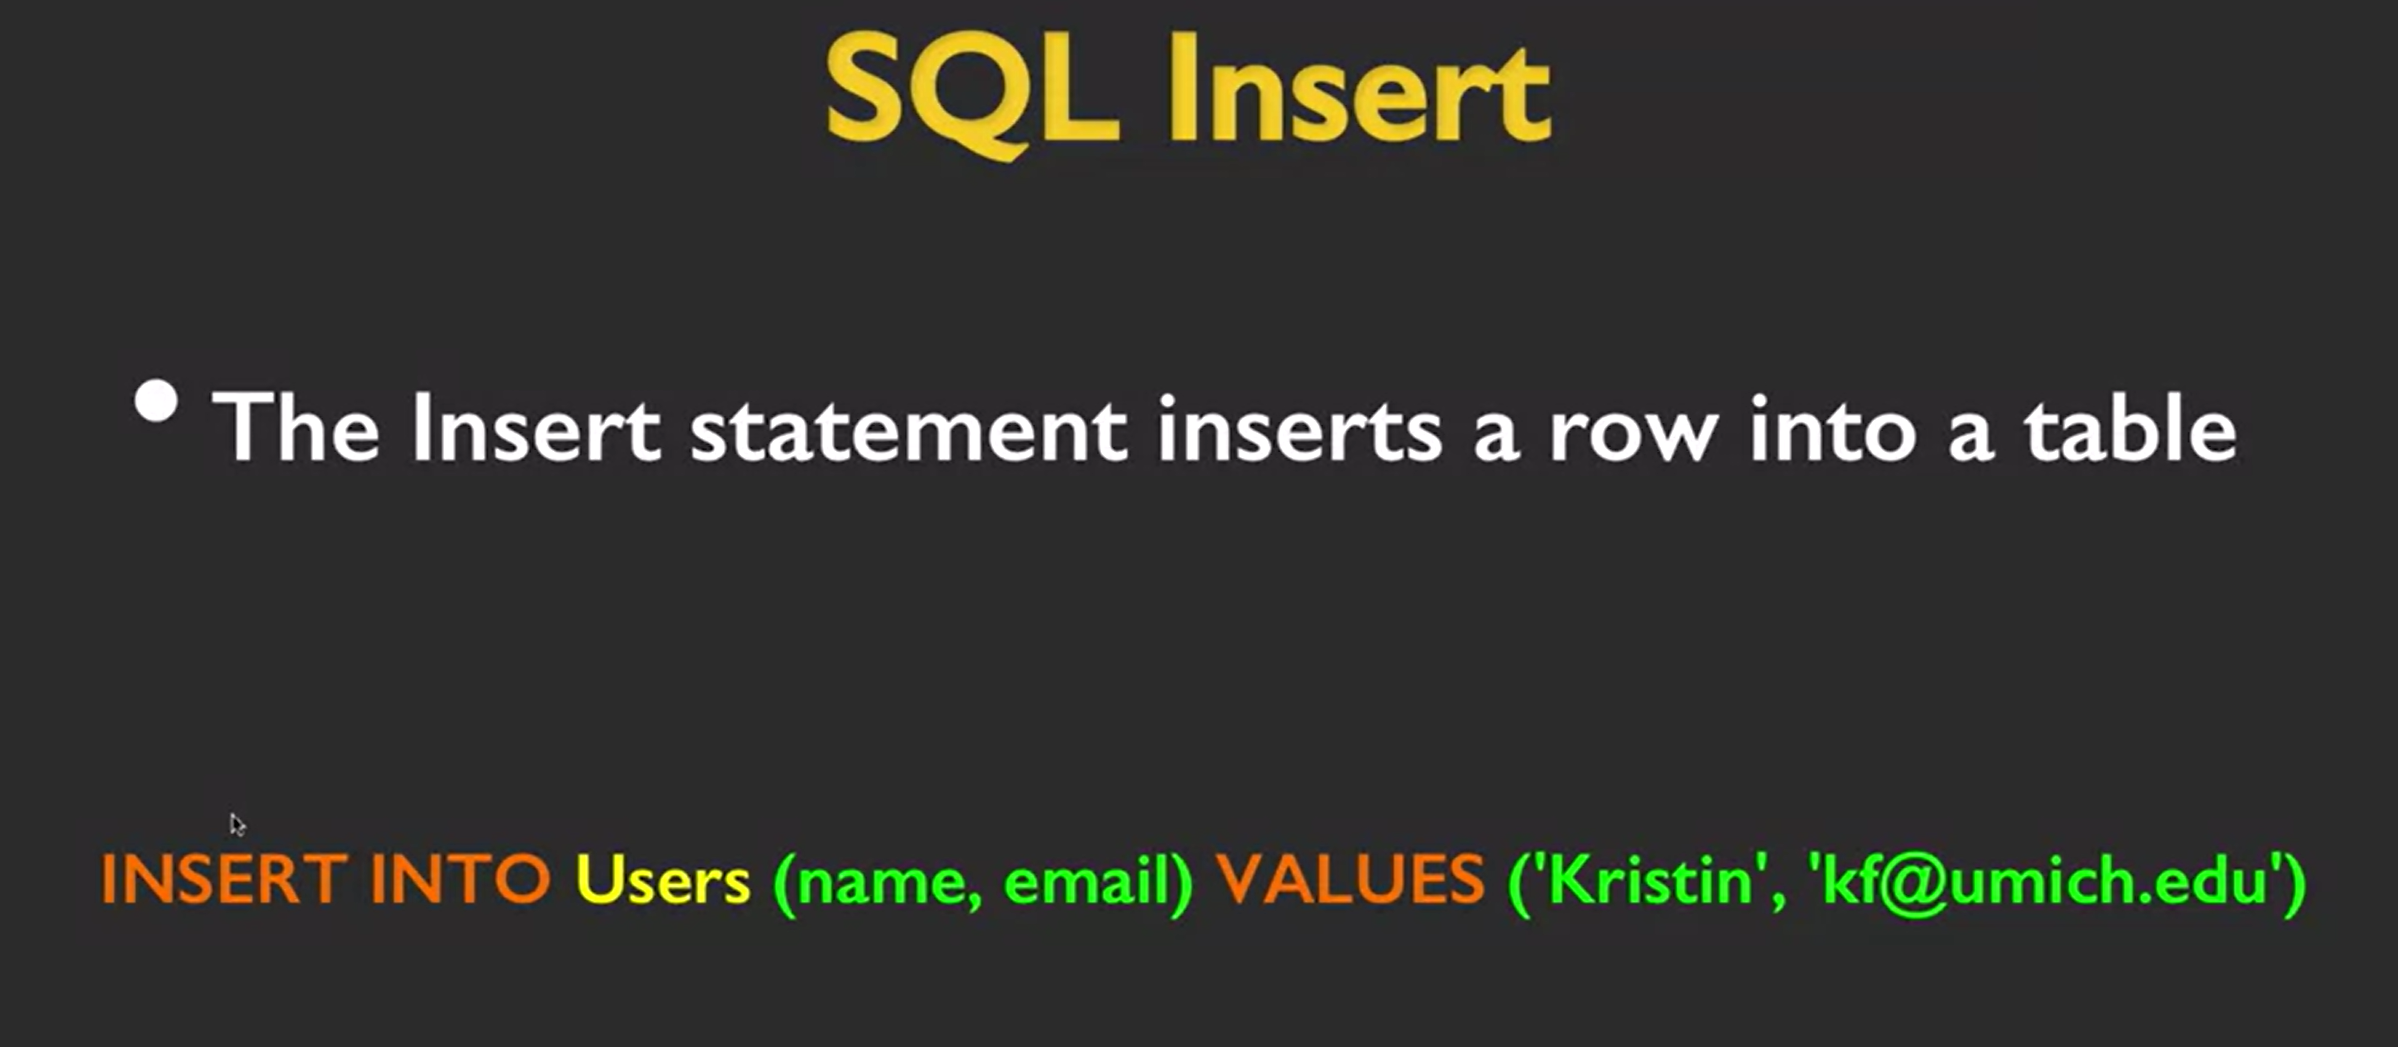 SQL Insert
• The Insert statement inserts a row into a table
INSERT INTO Users (name, email) VALUES ('Kristin', 'kf@umich.edu')